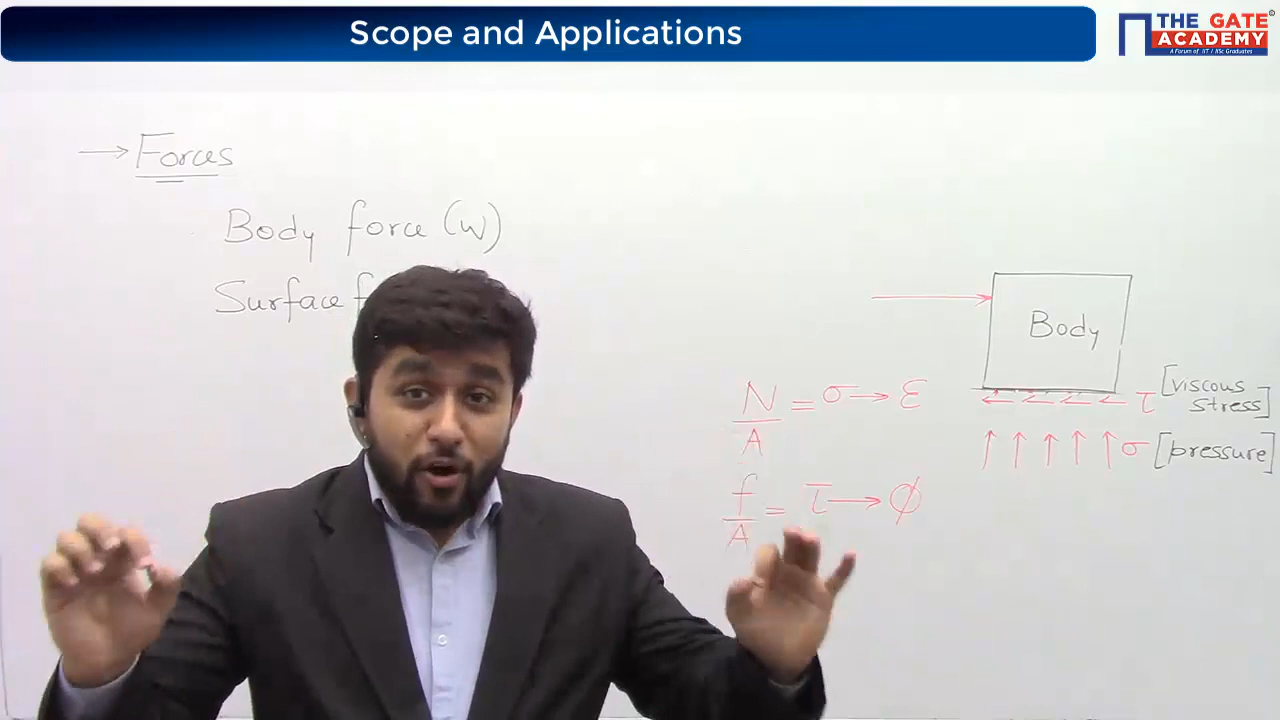 Scope and Applications
THE GATE
ACADEMY
A Forum of IIT / IISc Graduates
©
→ Forces
Body force (W)
Surface f
Body
N/A = σ → ε
f/A = τ → ϕ
τ [viscous
stress]
σ [pressure]